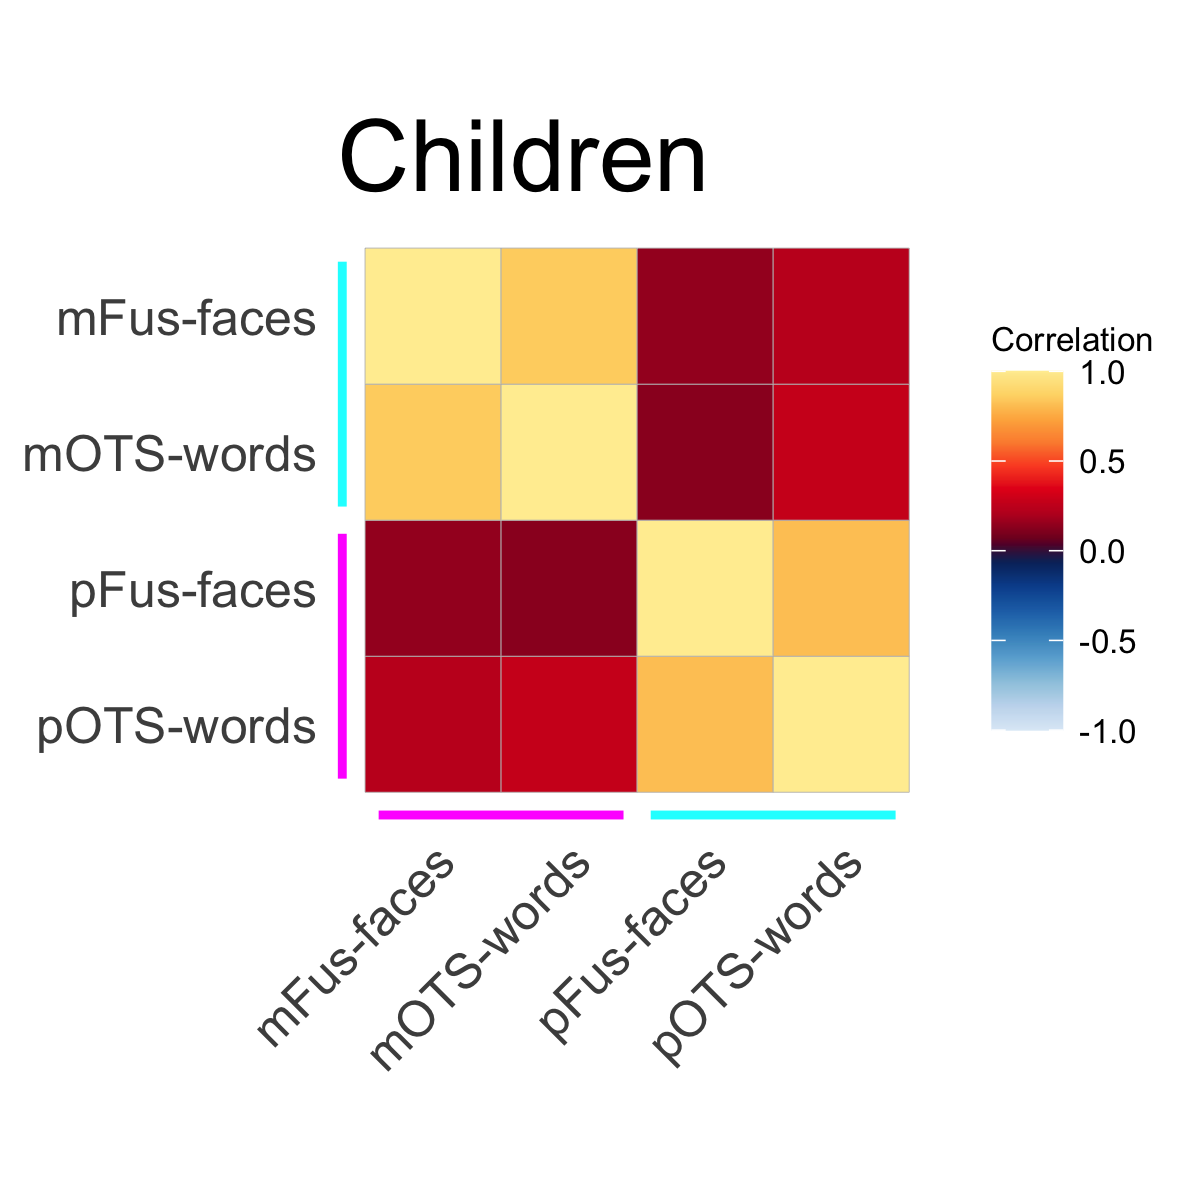 Children
mFus-faces
mOTS-words
pFus-faces
pOTS-words
mFus-faces
mOTS-words
pFus-faces
pOTS-words
Correlation
1.0
0.5
0.0
-0.5
-1.0